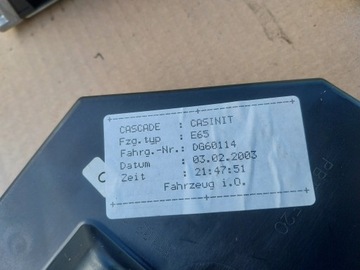 CASCADE : CASINIT
Fzg.typ : E65
Fahrg.-Nr.: DG60114
Datum : 03.02.2003
Zeit : 21:47:51
Fahrzeug i.O.